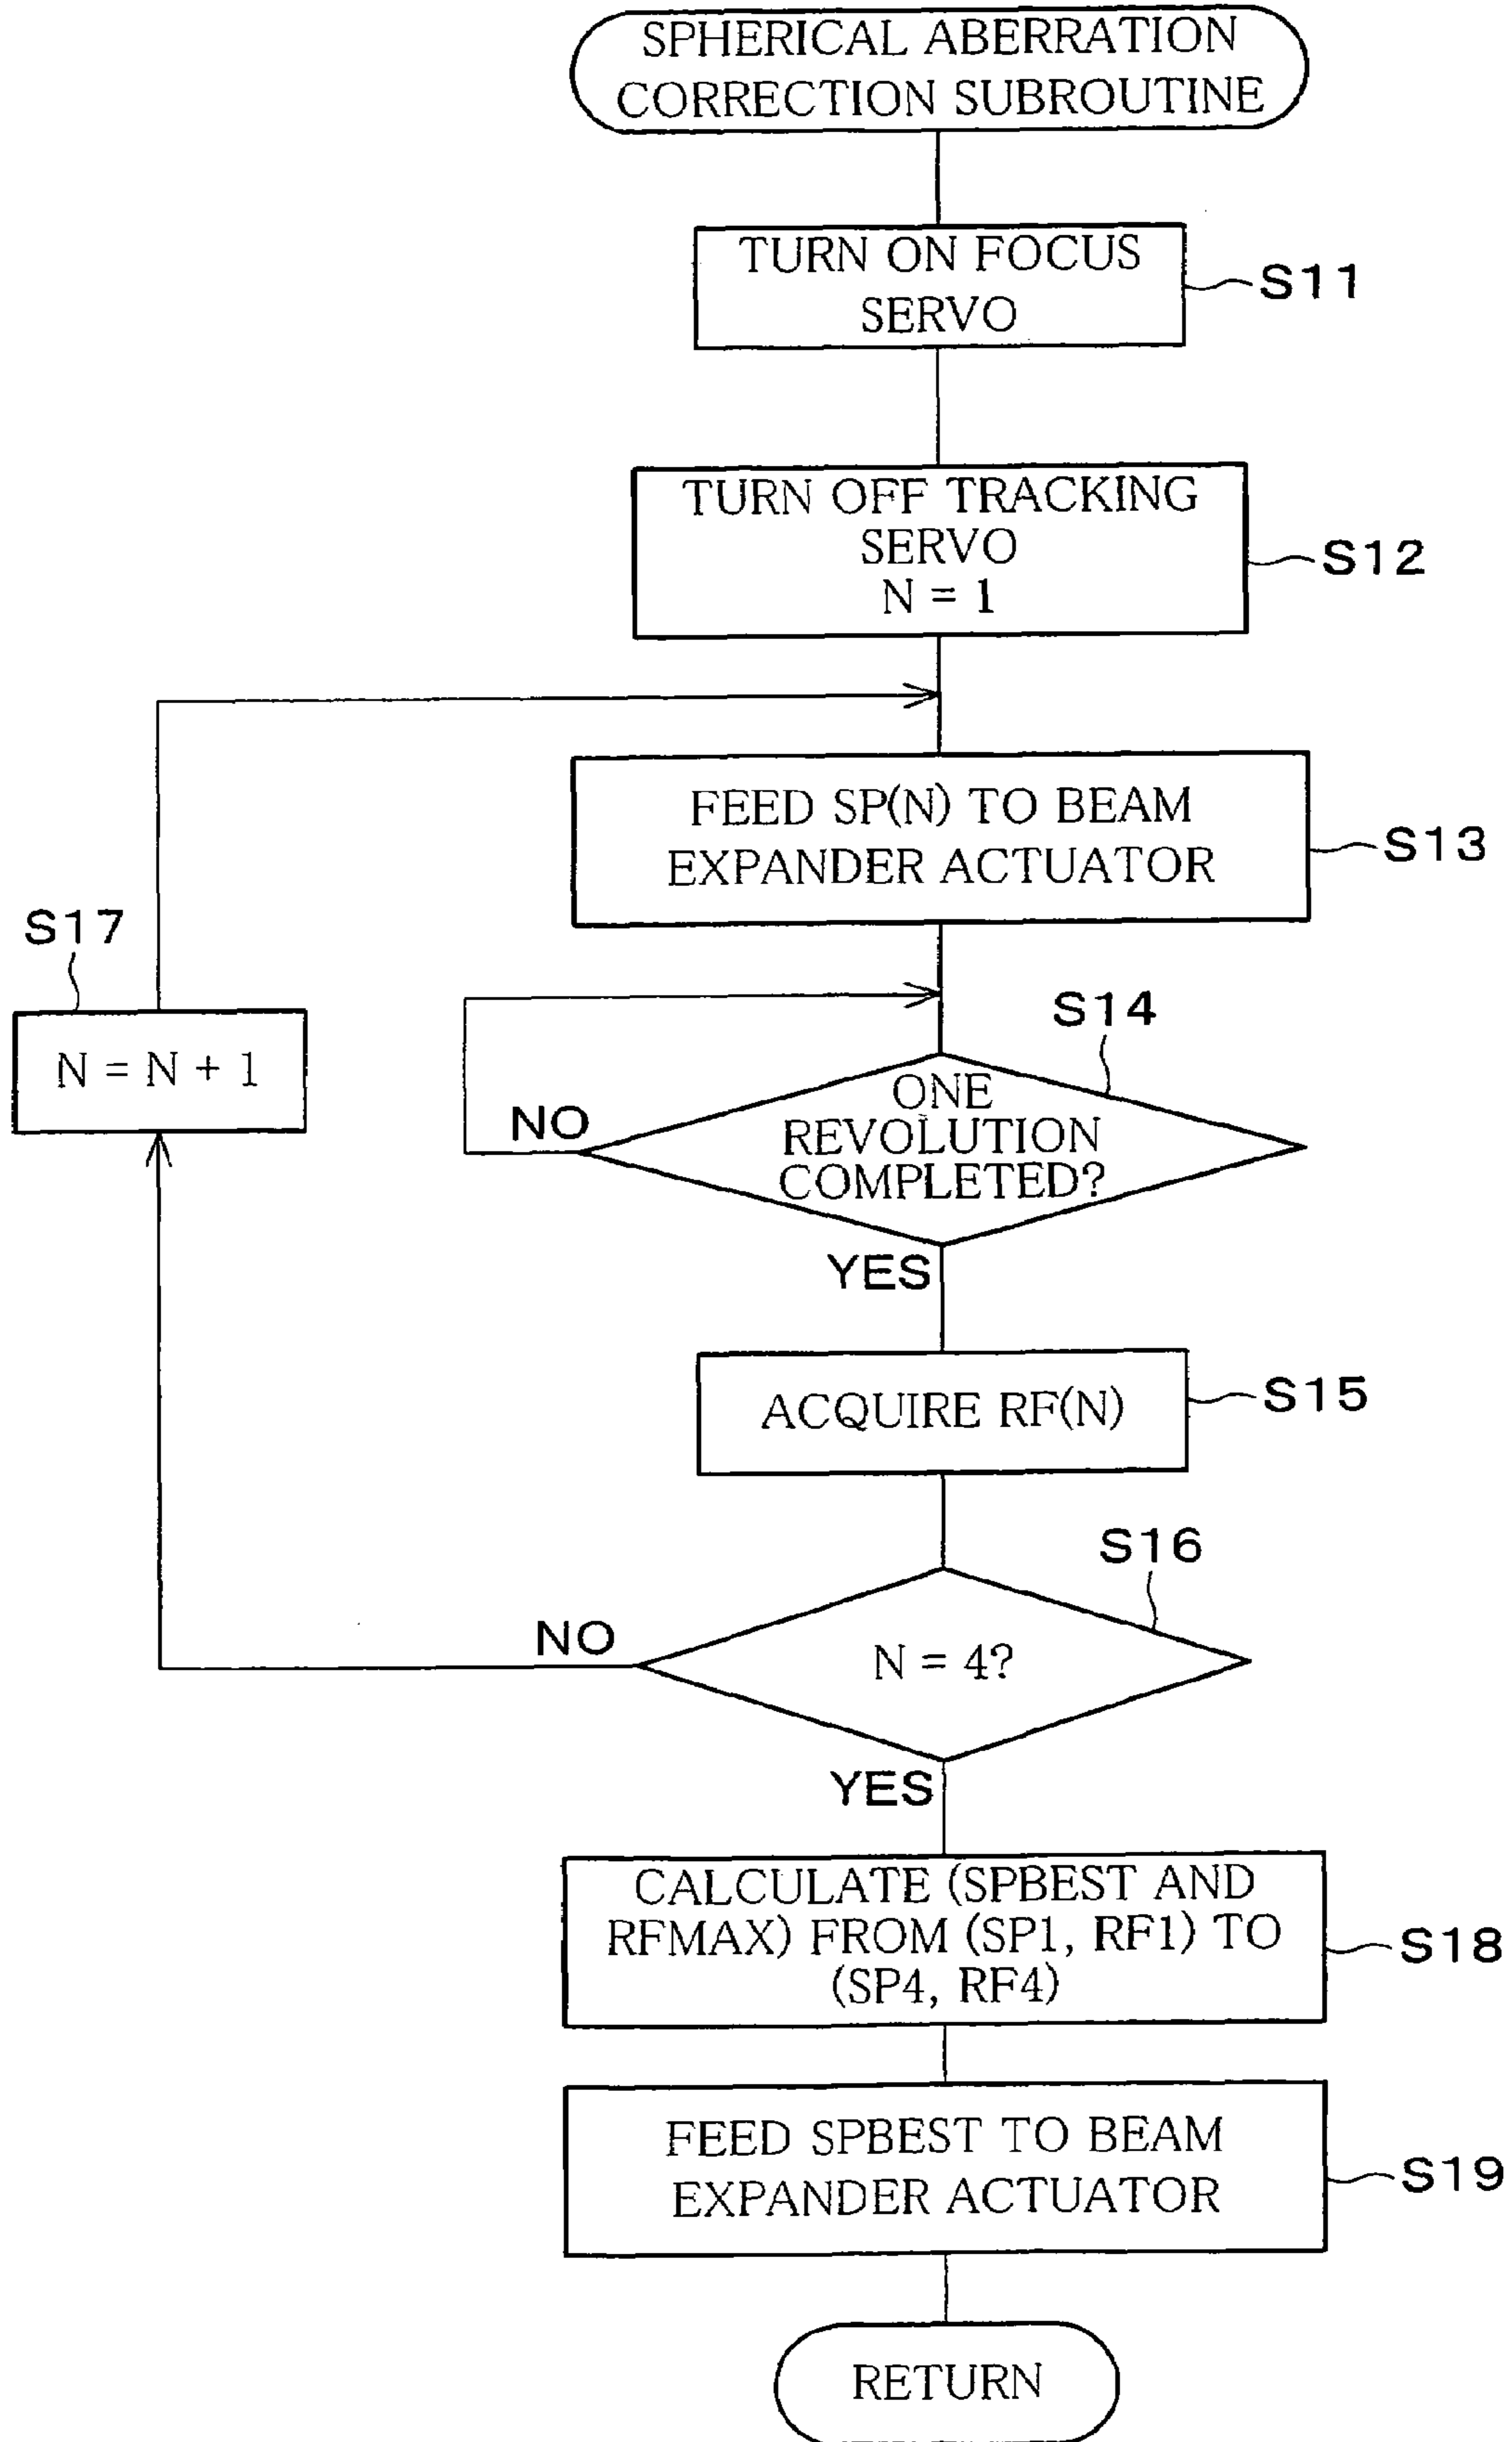 SPHERICAL ABERRATION
CORRECTION SUBROUTINE
TURN ON FOCUS
SERVO
S11
TURN OFF TRACKING
SERVO
N = 1
S12
FEED SP(N) TO BEAM
EXPANDER ACTUATOR
S13
S17
N = N + 1
S14
ONE
REVOLUTION
COMPLETED?
NO
YES
ACQUIRE RF(N)
S15
S16
N = 4?
NO
YES
CALCULATE (SPBEST AND
RFMAX) FROM (SP1, RF1) TO
(SP4, RF4)
S18
FEED SPBEST TO BEAM
EXPANDER ACTUATOR
S19
RETURN